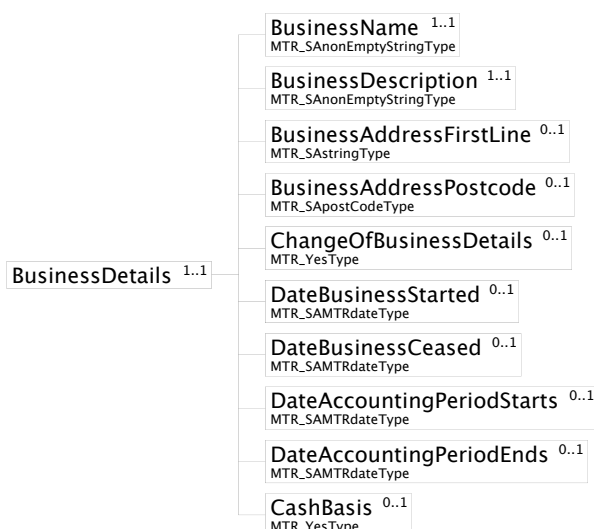 BusinessName 1..1
MTR_SAnonEmptyStringType
BusinessDescription 1..1
MTR_SAnonEmptyStringType
BusinessAddressFirstLine 0..1
MTR_SAstringType
BusinessAddressPostcode 0..1
MTR_SApostCodeType
ChangeOfBusinessDetails 0..1
MTR_YesType
BusinessDetails 1..1
DateBusinessStarted 0..1
MTR_SAMTRdateType
DateBusinessCeased 0..1
MTR_SAMTRdateType
DateAccountingPeriodStarts 0..1
MTR_SAMTRdateType
DateAccountingPeriodEnds 0..1
MTR_SAMTRdateType
CashBasis 0..1
MTR_YesType